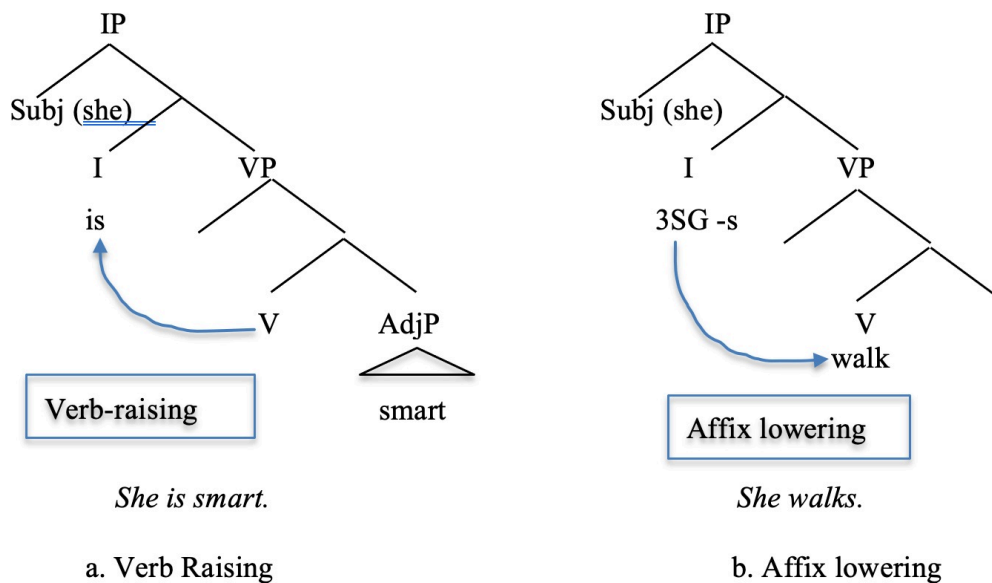 IP
IP
Subj (she)
Subj (she)
I
VP
I
VP
is
3SG -s
V
AdjP
V
walk
Verb-raising
smart
Affix lowering
She is smart.
She walks.
a. Verb Raising
b. Affix lowering